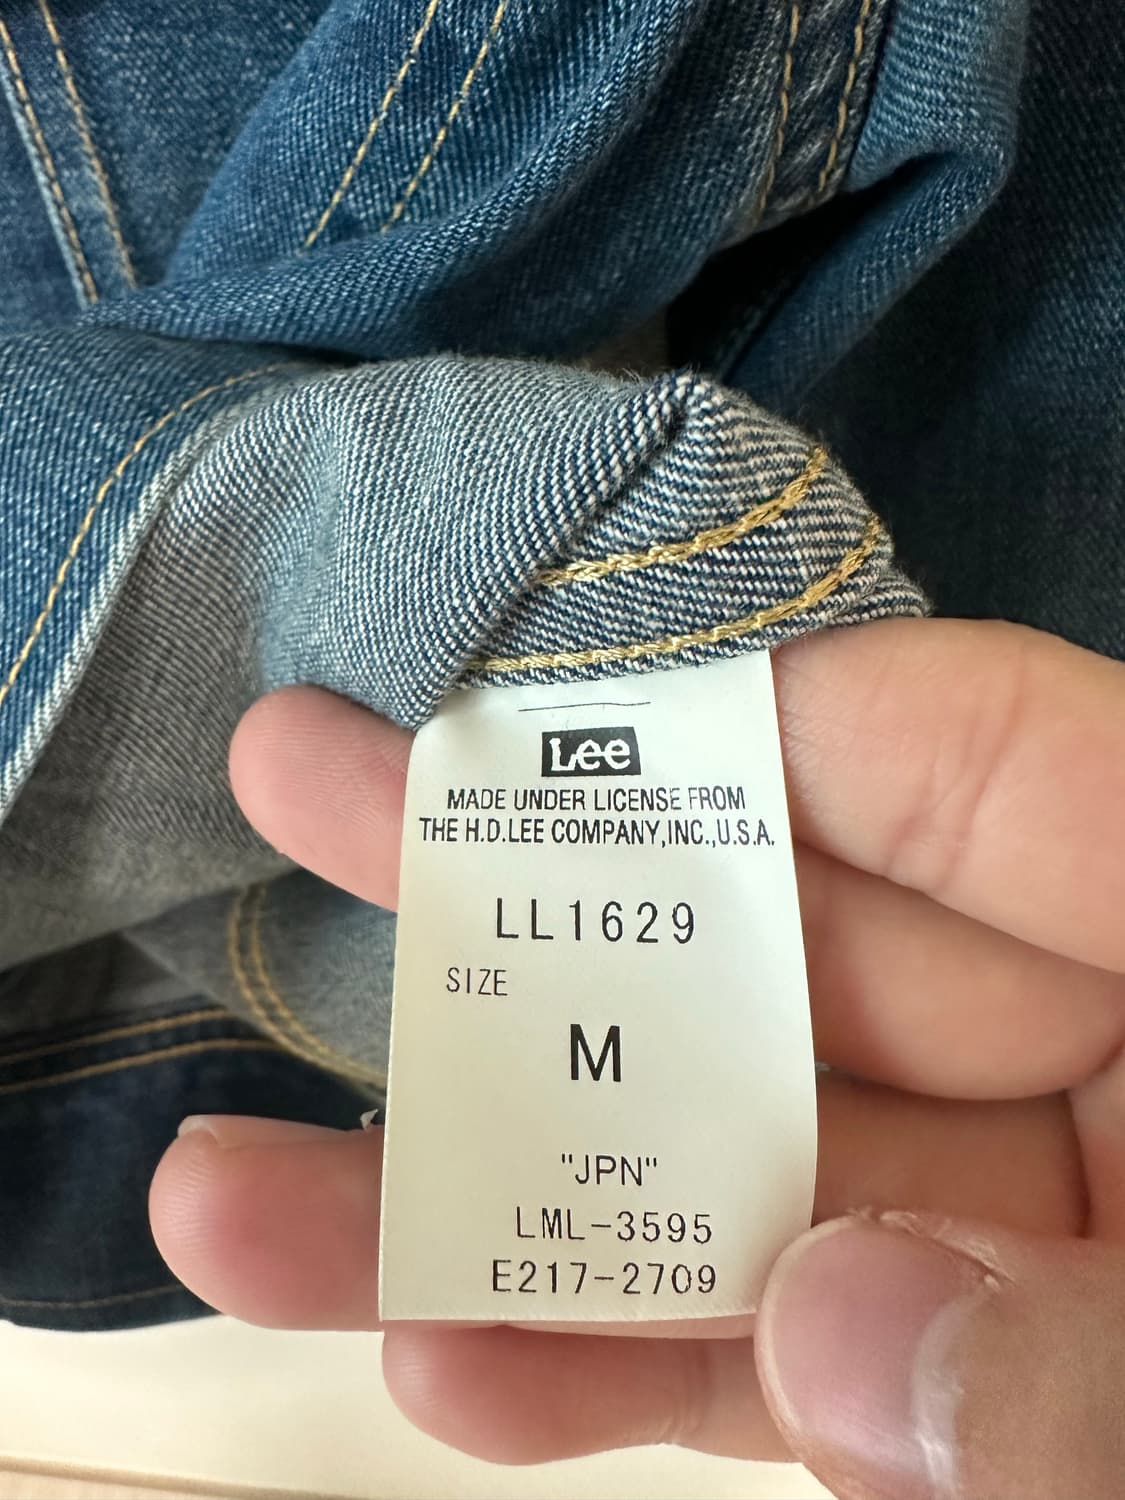 Lee
MADE UNDER LICENSE FROM
THE H.D.LEE COMPANY,INC.,U.S.A.
LL1629
SIZE
M
"JPN"
LML-3595
E217-2709